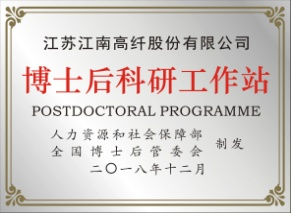 江苏江南高纤股份有限公司
博士后科研工作站
POSTDOCTORAL PROGRAMME
人力资源和社会保障部
全国博士后管委会 制发
二〇一八年十二月